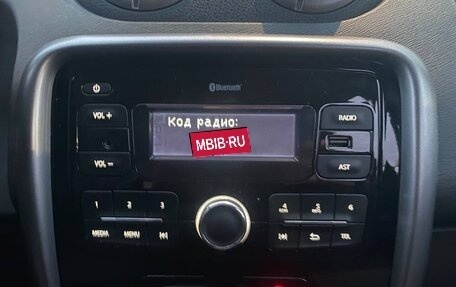 Bluetooth
Код радио:
MBIB-RU
VOL +
VOL −
RADIO
AST
1 2 3
4 5 6
MEDIA MENU
TEL